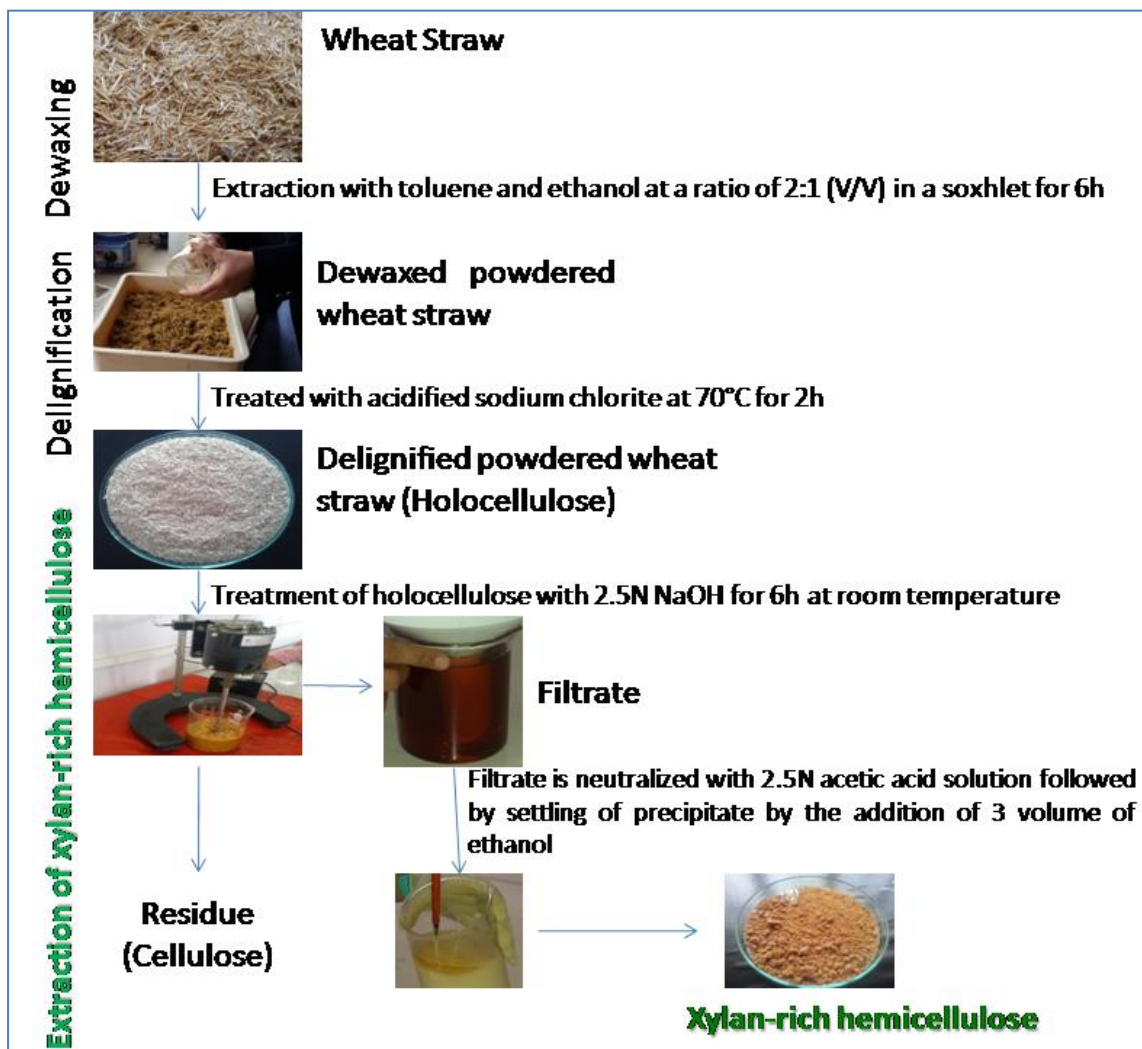 Wheat Straw
Dewaxing
Extraction with toluene and ethanol at a ratio of 2:1 (V/V) in a soxhlet for 6h
Dewaxed powdered
wheat straw
Delignification
Treated with acidified sodium chlorite at 70°C for 2h
Delignified powdered wheat
straw (Holocellulose)
Extraction of xylan-rich hemicellulose
Treatment of holocellulose with 2.5N NaOH for 6h at room temperature
Filtrate
Filtrate is neutralized with 2.5N acetic acid solution followed
by settling of precipitate by the addition of 3 volume of
ethanol
Residue
(Cellulose)
Xylan-rich hemicellulose